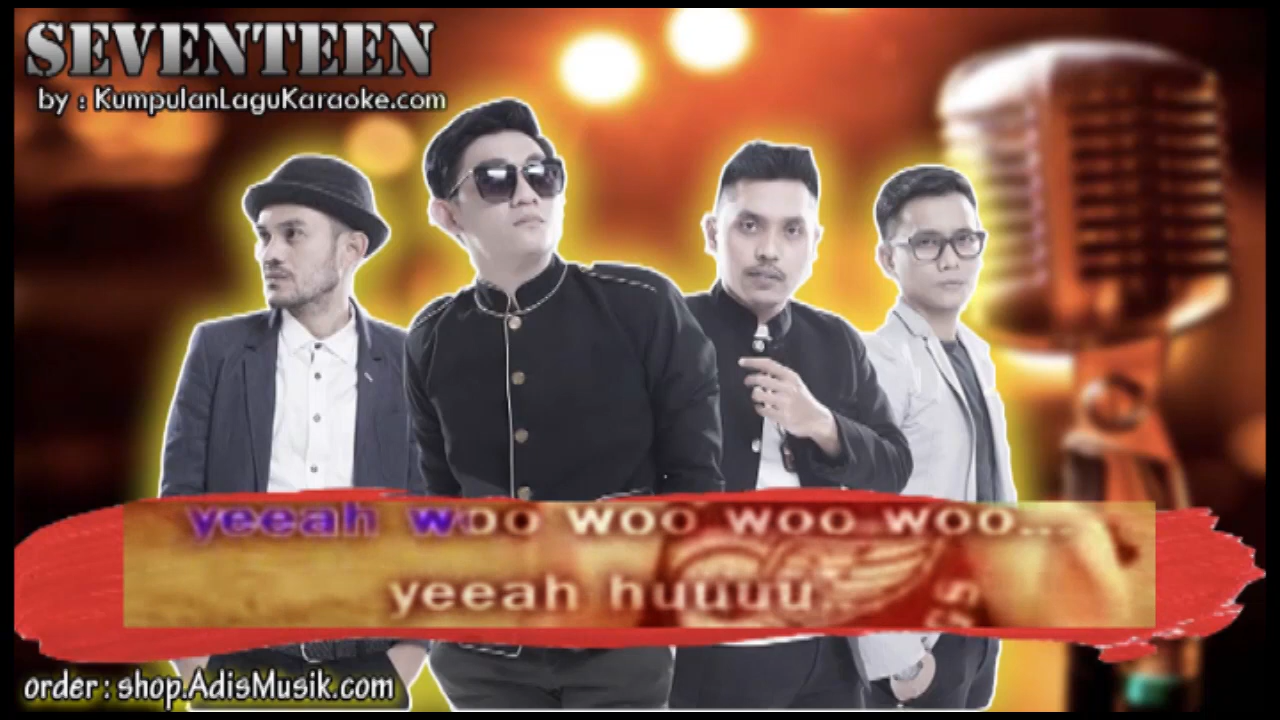 SEVENTEEN
by : KumpulanLaguKaraoke.com
yeeah woo woo woo woo...
yeeah huuuu...
order : shop.AdisMusik.com